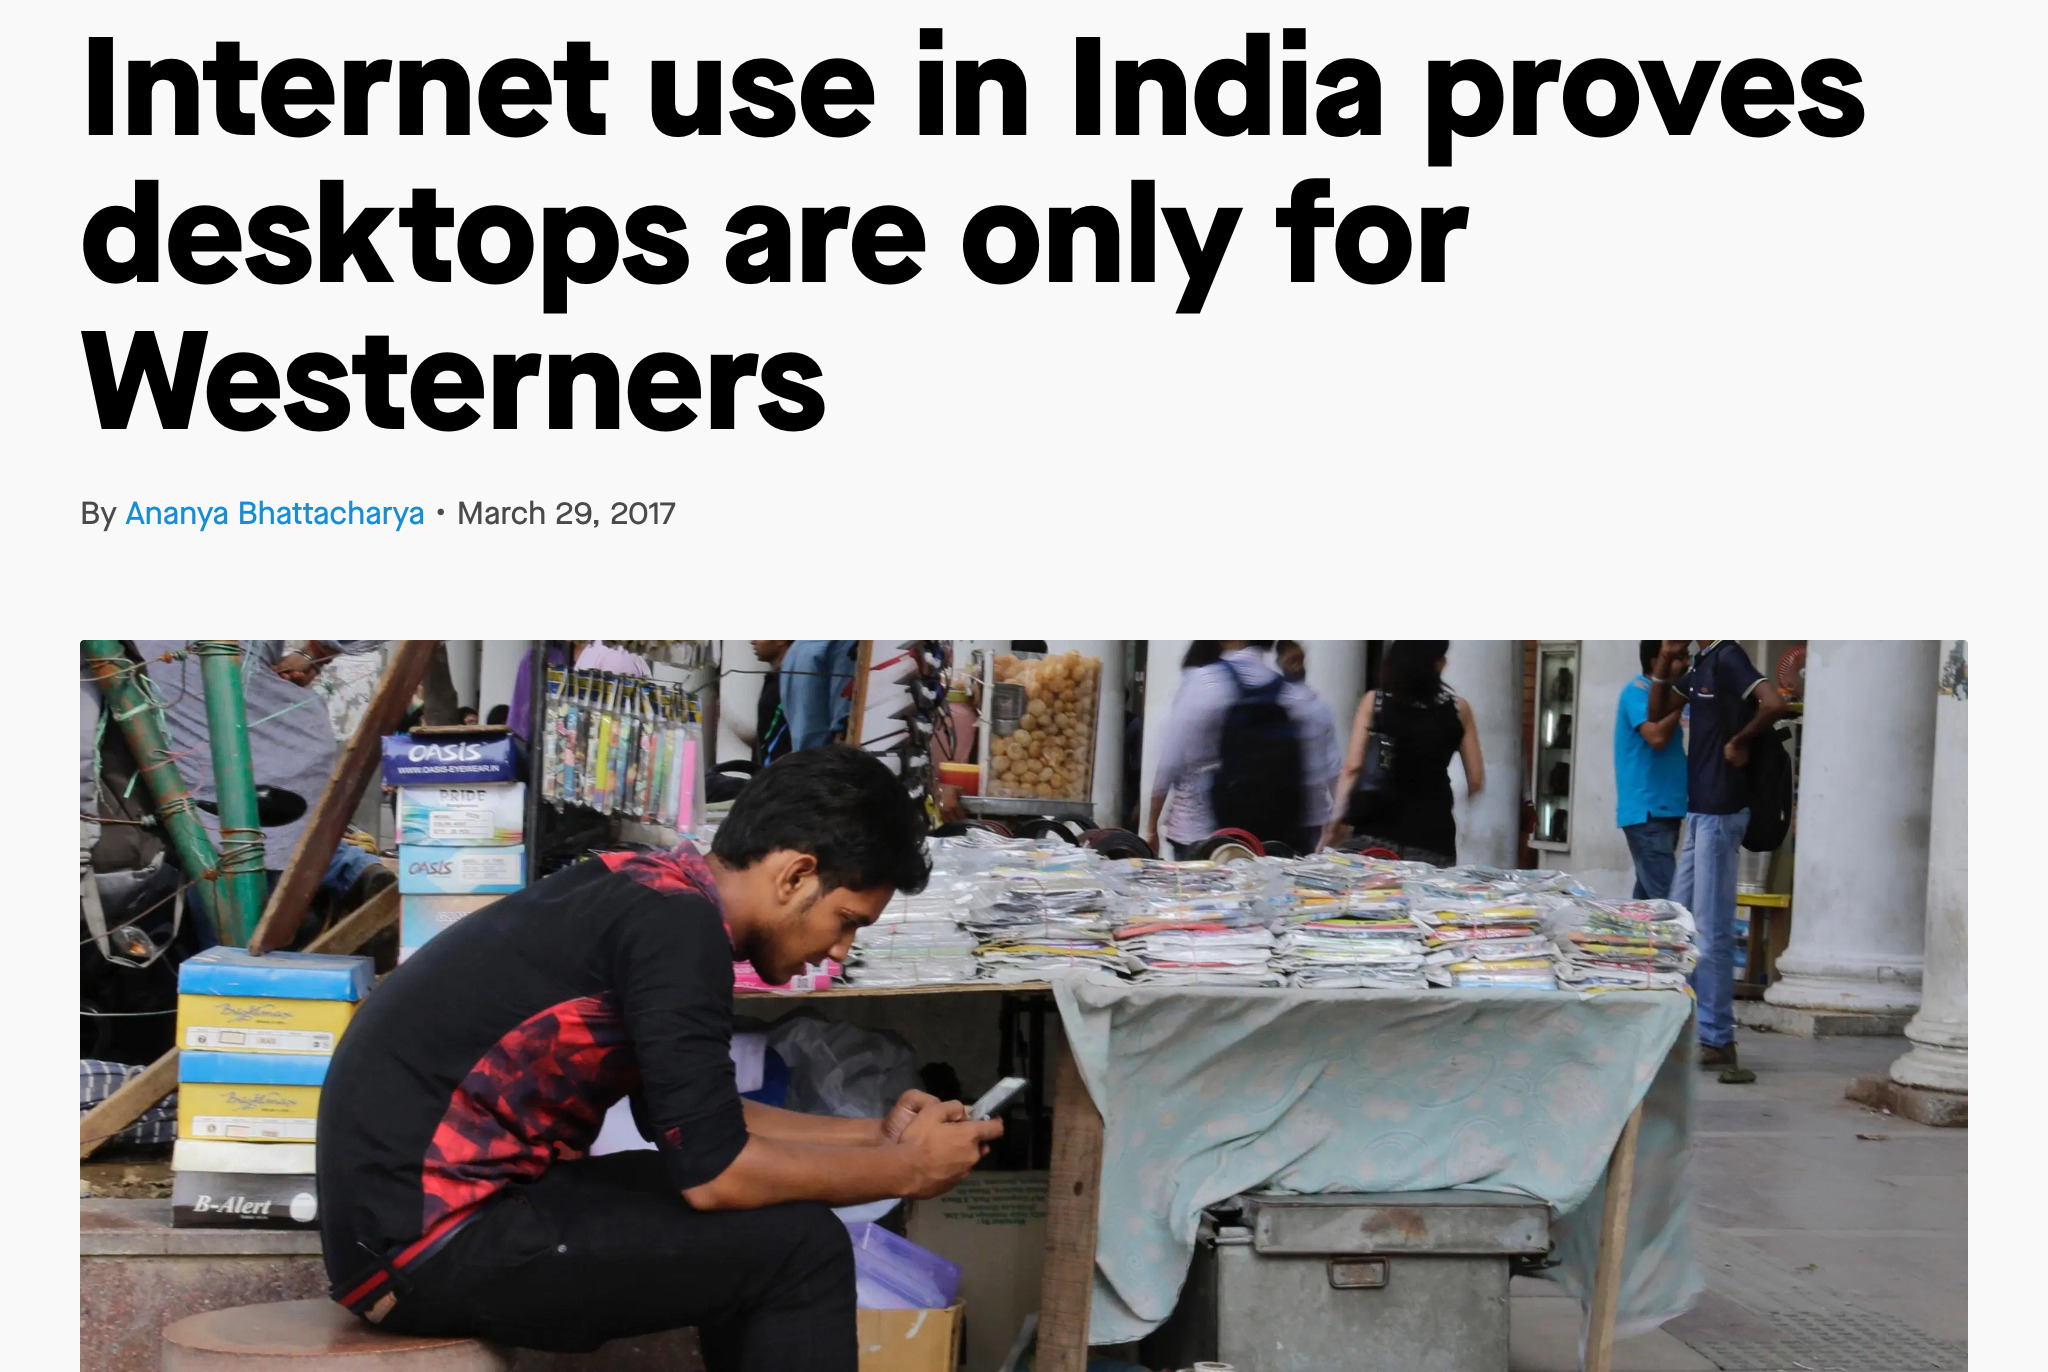 Internet use in India proves
desktops are only for
Westerners
By Ananya Bhattacharya • March 29, 2017
OASIS
WWW.OASIS-EYEWEAR.IN
PRIDE
OASIS
Brightman
Brightman
B-Alert